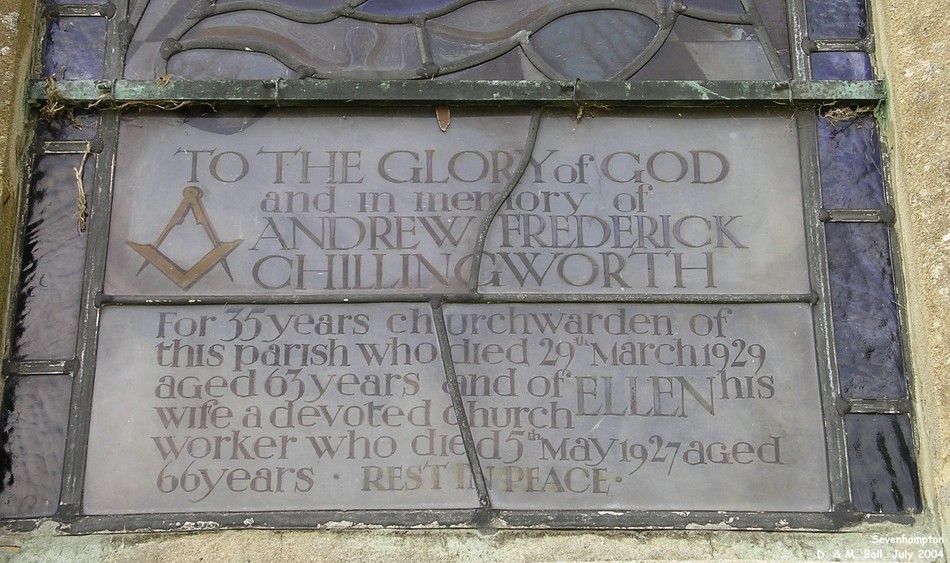 TO THE GLORY of GOD
and in memory of
ANDREW FREDERICK
CHILLINGWORTH
For 35 years churchwarden of
this parish who died 29th March 1929
aged 63 years and of ELLEN his
wife a devoted church
worker who died 5th May 1927 aged
66 years · REST IN PEACE ·
Sevenhampton
D. & M. Ball, July 2004